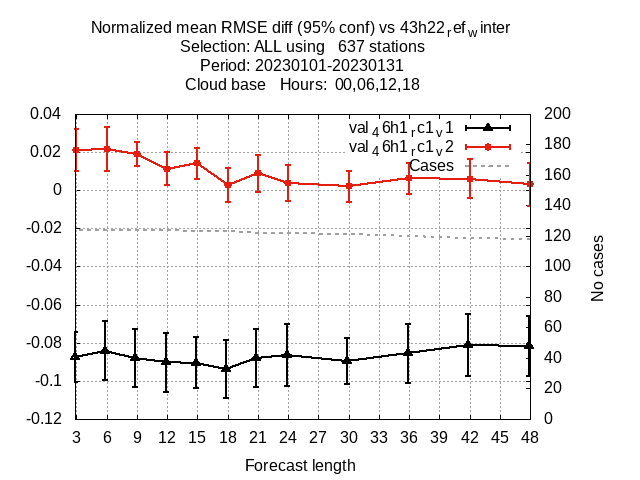 Normalized mean RMSE diff (95% conf) vs 43h22refwinter
Selection: ALL using 637 stations
Period: 20230101-20230131
Cloud base Hours: 00,06,12,18
val46h1rc1v1
val46h1rc1v2
Cases
0.04
0.02
0
-0.02
-0.04
-0.06
-0.08
-0.1
-0.12
200
180
160
140
120
100
80
60
40
20
0
No cases
3 6 9 12 15 18 21 24 27 30 33 36 39 42 45 48
Forecast length